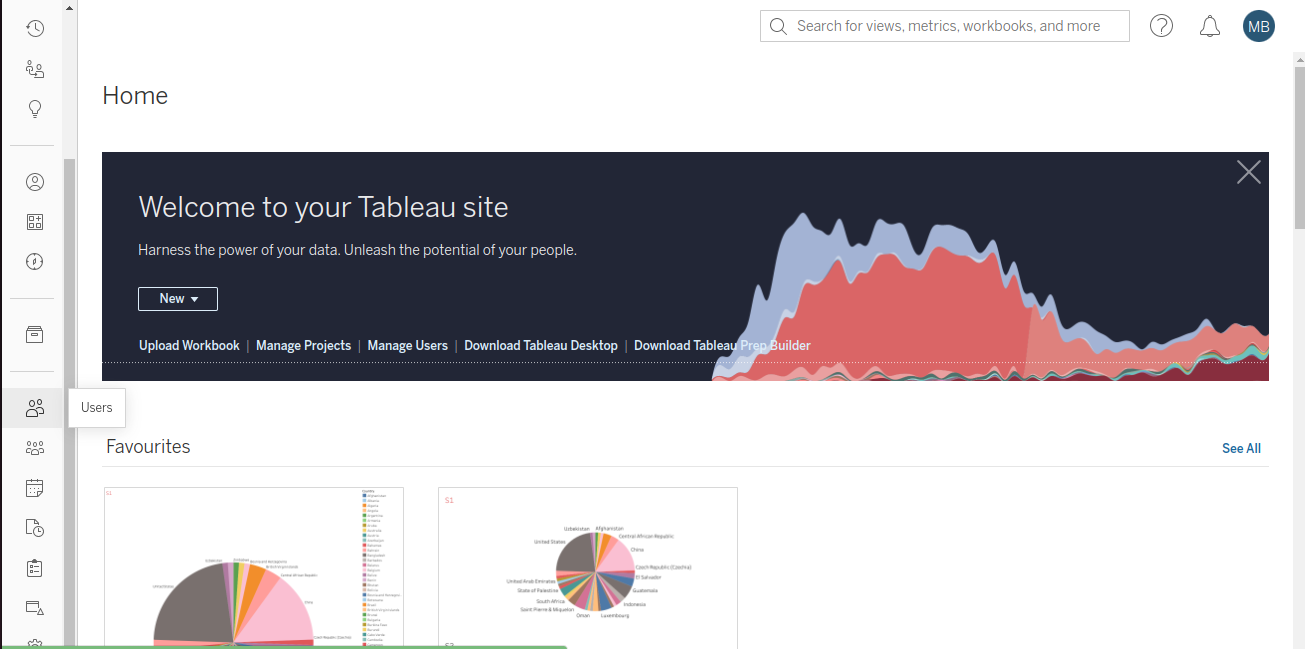 Search for views, metrics, workbooks, and more
MB
Home
Welcome to your Tableau site
Harness the power of your data. Unleash the potential of your people.
New
Upload Workbook | Manage Projects | Manage Users | Download Tableau Desktop | Download Tableau Prep Builder
Users
Favourites
See All
S1
S1
Uzbekistan
Afghanistan
United States
Central African Republic
China
Czech Republic (Czechia)
United Arab Emirates
El Salvador
State of Palestine
Guatemala
South Africa
Indonesia
Saint Pierre & Miquelon
Oman
Luxembourg